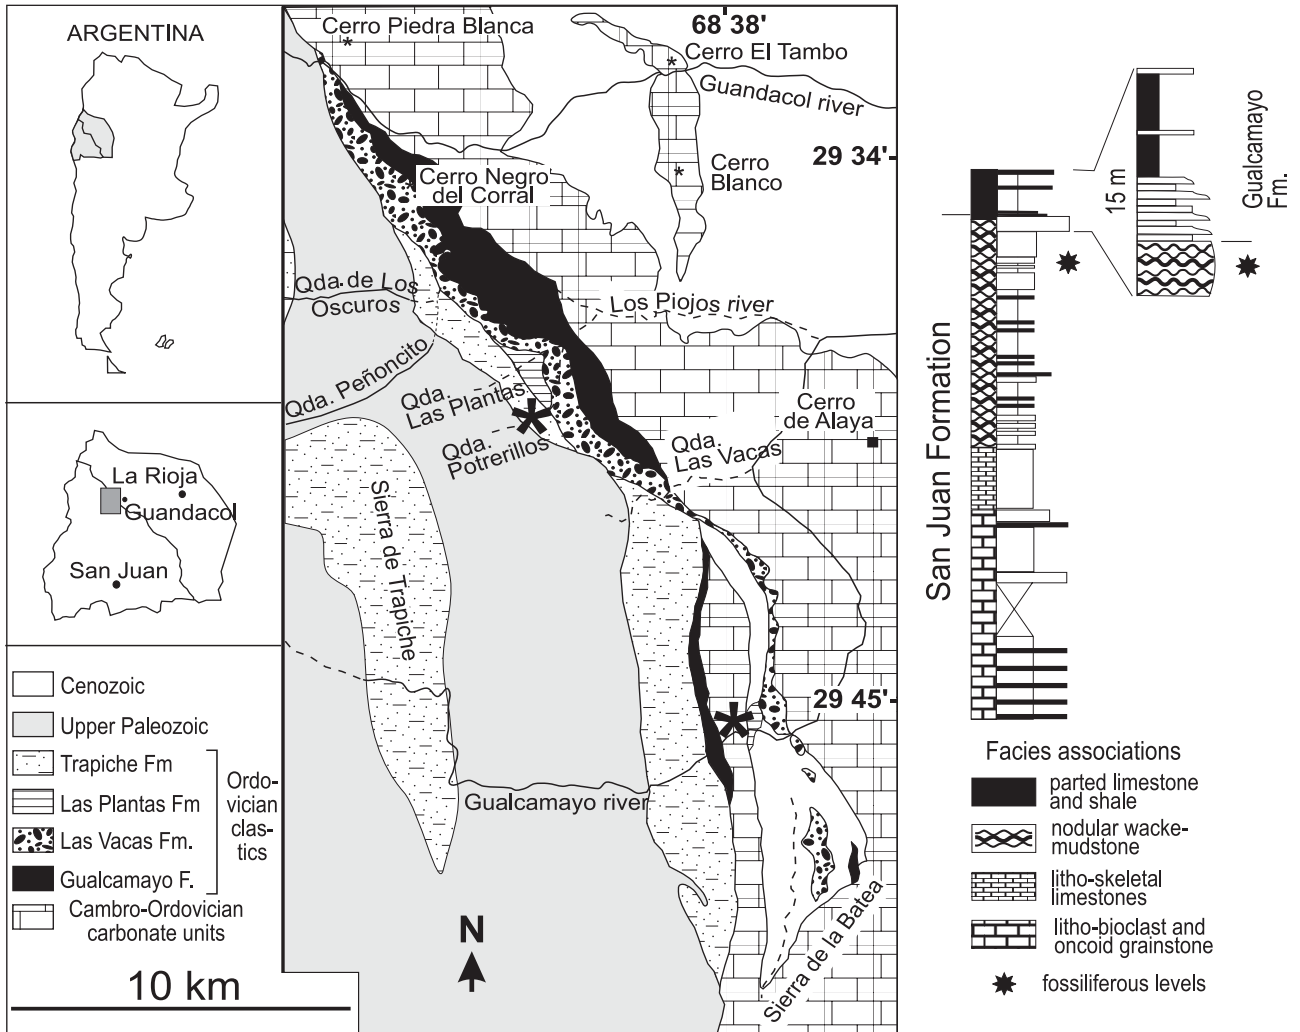 ARGENTINA
La Rioja
Guandacol
San Juan
Cenozoic
Upper Paleozoic
Trapiche Fm
Las Plantas Fm
Las Vacas Fm.
Gualcamayo F.
Ordo-
vician
clas-
tics
Cambro-Ordovician
carbonate units
10 km
68 38'
Cerro Piedra Blanca
Cerro El Tambo
Guandacol river
29 34'
Cerro
Blanco
Cerro Negro
del Corral
Qda de Los
Oscuros
Los Piojos river
Qda. Peñoncito
Qda.
Las Plantas
Cerro
de Alaya
Qda.
Potrerillos
Qda.
Las Vacas
Sierra de Trapiche
29 45'
Gualcamayo river
N
Sierra de la Batea
15 m
Gualcamayo
Fm.
San Juan Formation
Facies associations
parted limestone
and shale
nodular wacke-
mudstone
litho-skeletal
limestones
litho-bioclast and
oncoid grainstone
fossiliferous levels